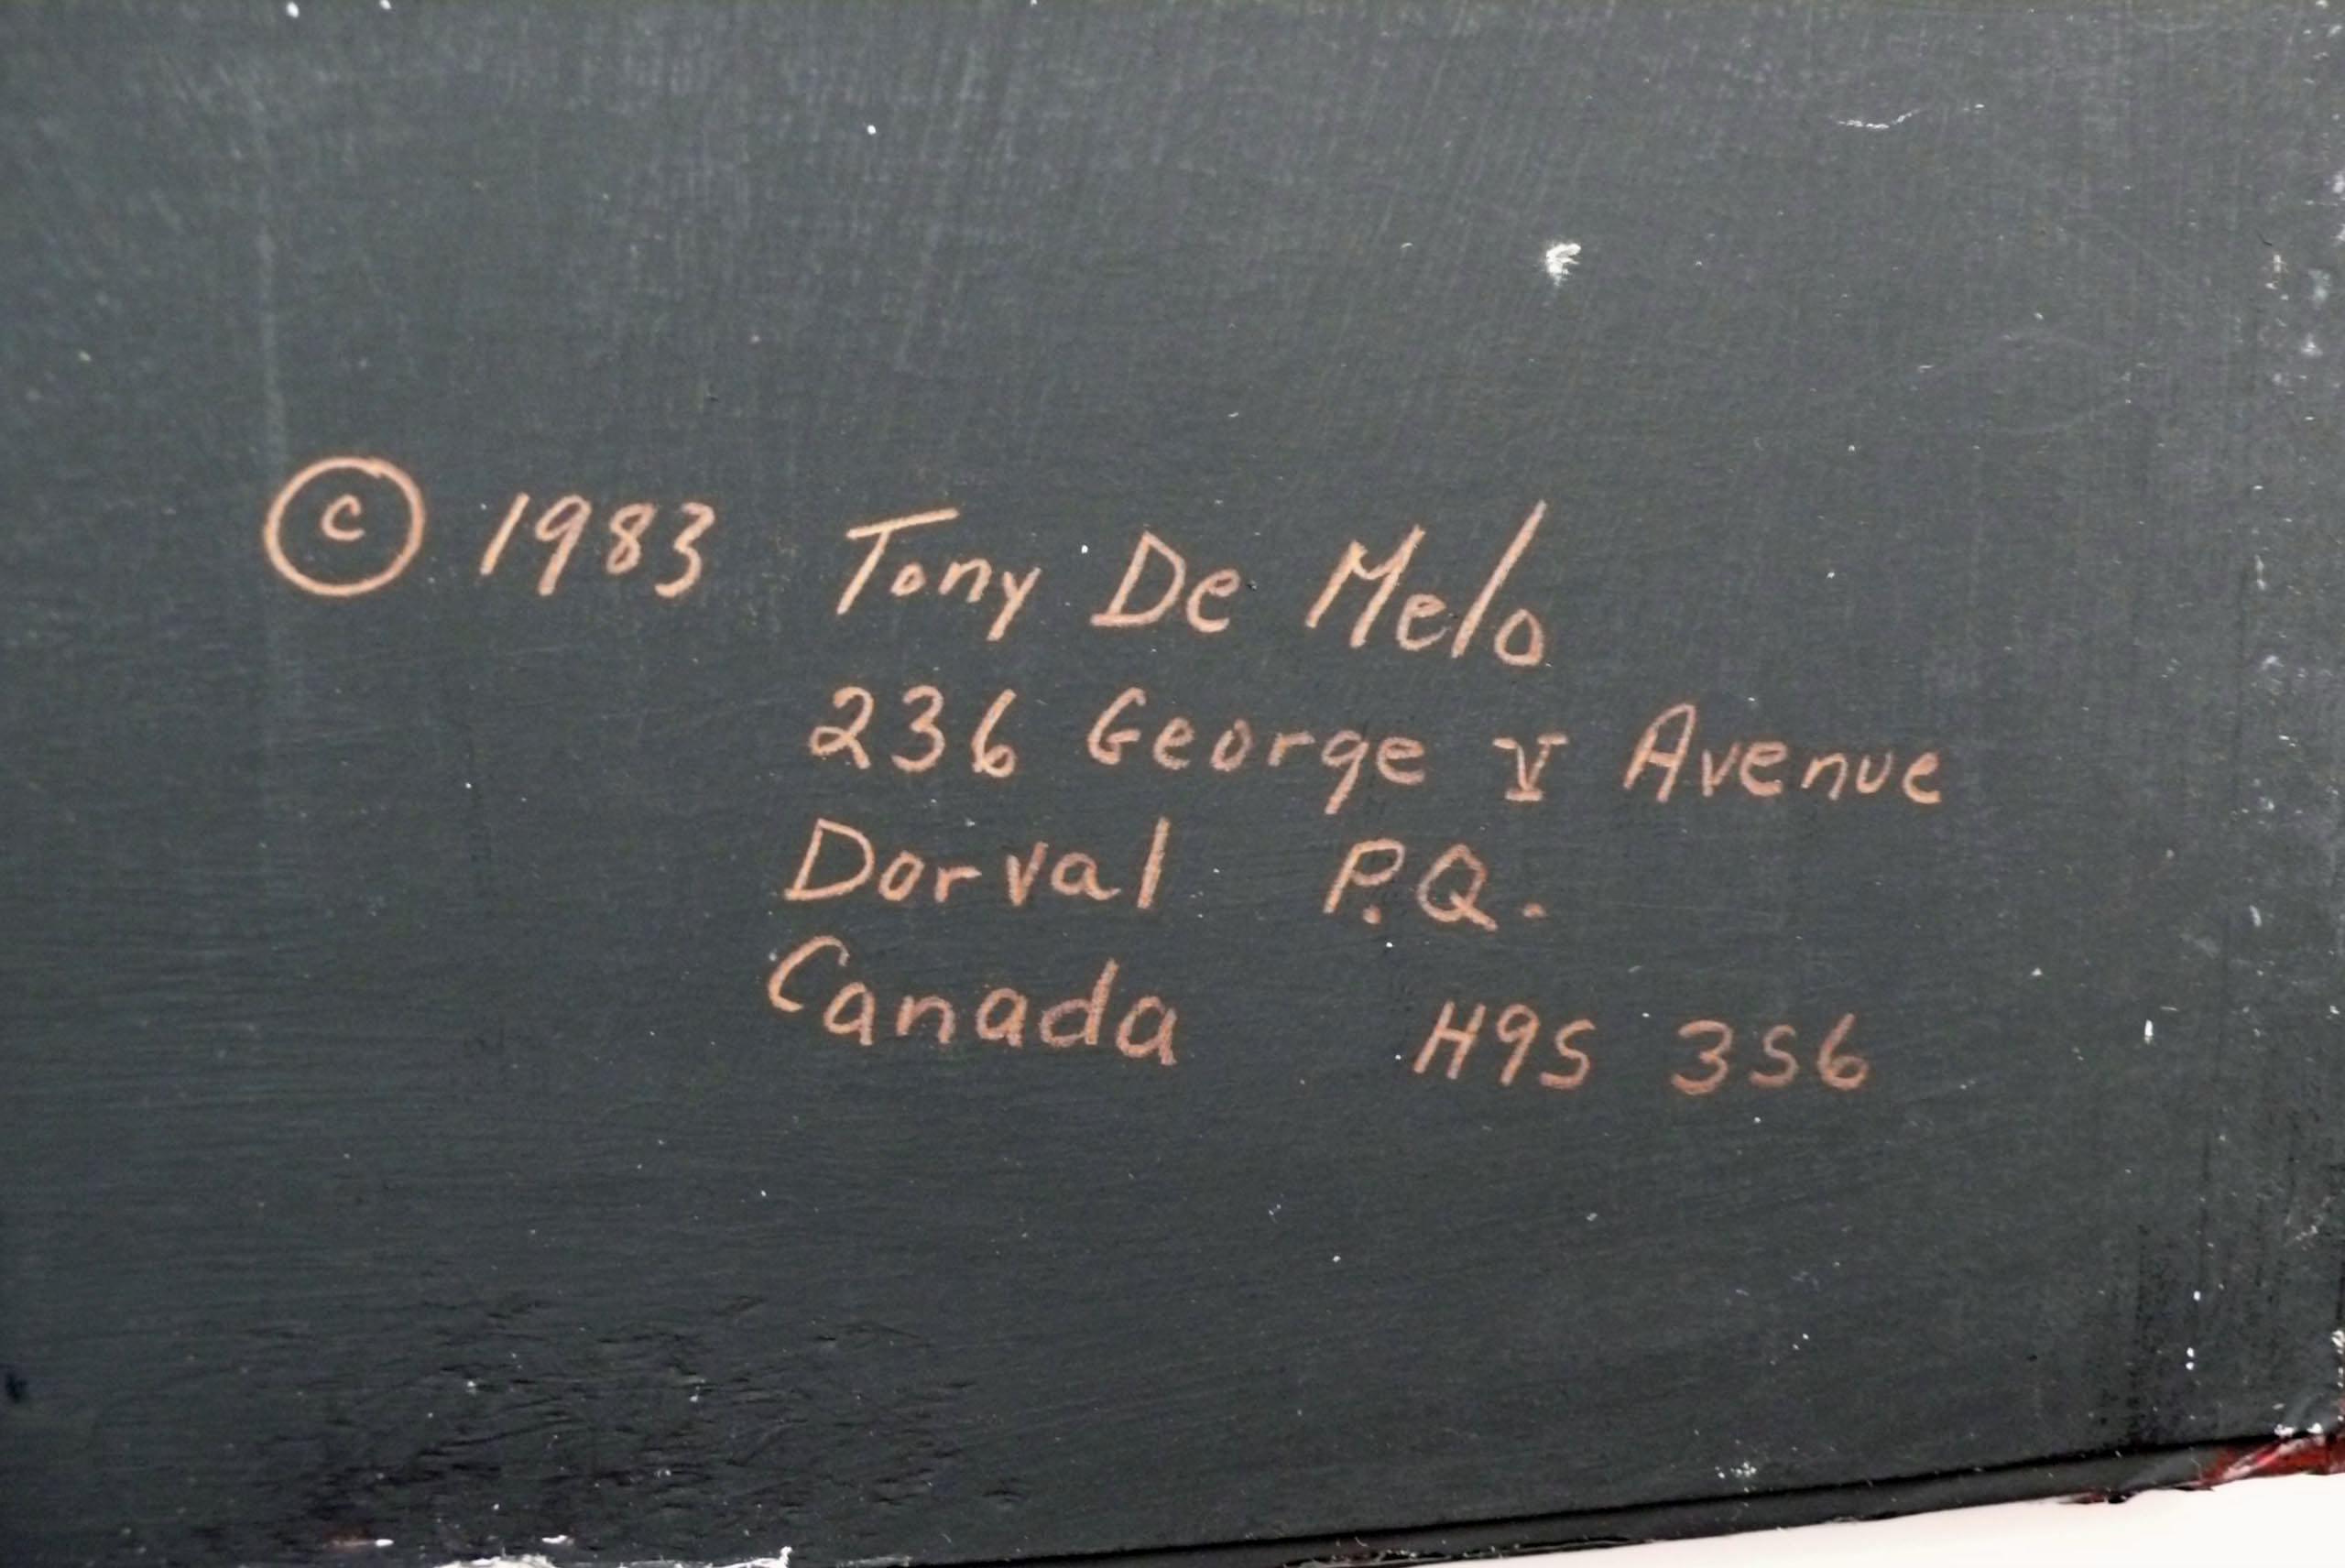 © 1983 Tony De Melo
236 George V Avenue
Dorval P.Q.
Canada H9S 3S6